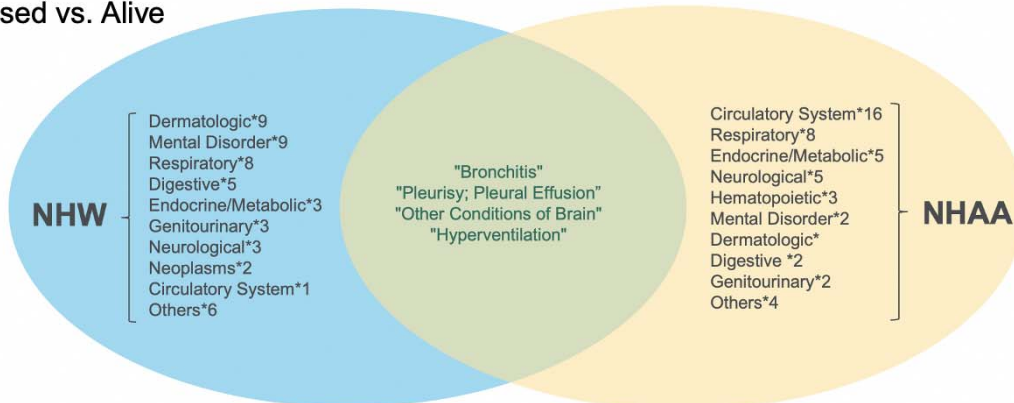 sed vs. Alive
NHW
Dermatologic*9
Mental Disorder*9
Respiratory*8
Digestive*5
Endocrine/Metabolic*3
Genitourinary*3
Neurological*3
Neoplasms*2
Circulatory System*1
Others*6
"Bronchitis"
"Pleurisy; Pleural Effusion”
"Other Conditions of Brain"
"Hyperventilation"
Circulatory System*16
Respiratory*8
Endocrine/Metabolic*5
Neurological*5
Hematopoietic*3
Mental Disorder*2
Dermatologic*
Digestive *2
Genitourinary*2
Others*4
NHAA